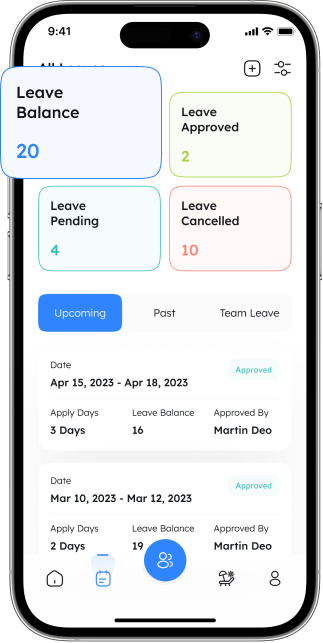 9:41
Leave
Balance
20
Leave
Approved
2
Leave
Pending
4
Leave
Cancelled
10
Upcoming Past Team Leave
Date
Apr 15, 2023 - Apr 18, 2023
Approved
Apply Days Leave Balance Approved By
3 Days 16 Martin Deo
Date
Mar 10, 2023 - Mar 12, 2023
Approved
Apply Days Leave Balance Approved By
2 Days 19 Martin Deo